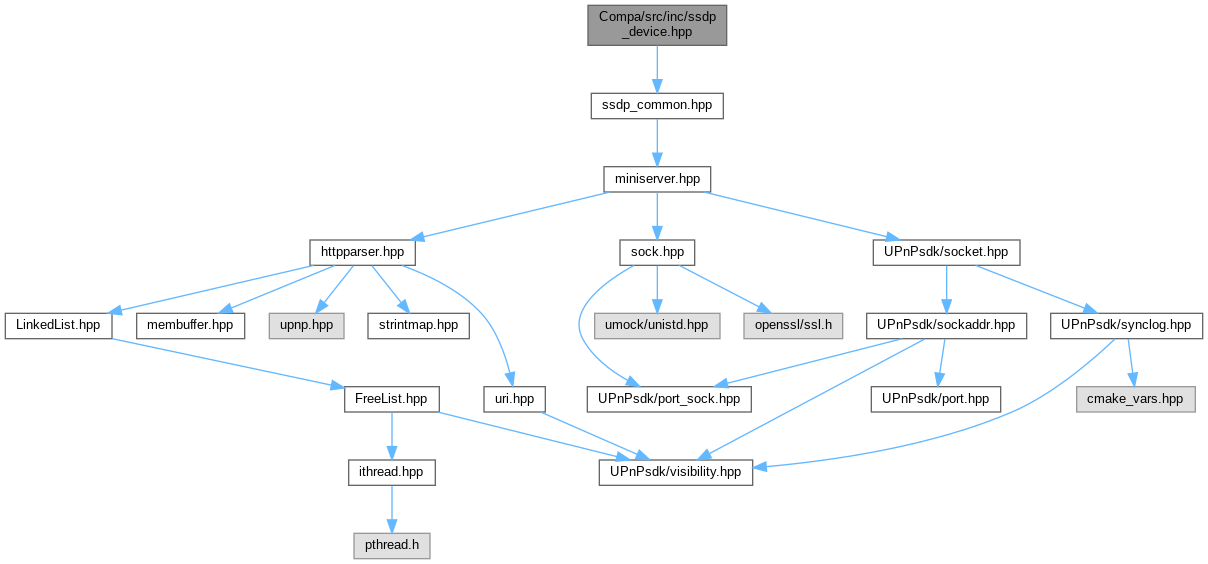 Compa/src/inc/ssdp
_device.hpp
ssdp_common.hpp
miniserver.hpp
httpparser.hpp
sock.hpp
UPnPsdk/socket.hpp
LinkedList.hpp
membuffer.hpp
upnp.hpp
strintmap.hpp
umock/unistd.hpp
openssl/ssl.h
UPnPsdk/sockaddr.hpp
UPnPsdk/synclog.hpp
FreeList.hpp
uri.hpp
UPnPsdk/port_sock.hpp
UPnPsdk/port.hpp
cmake_vars.hpp
ithread.hpp
UPnPsdk/visibility.hpp
pthread.h